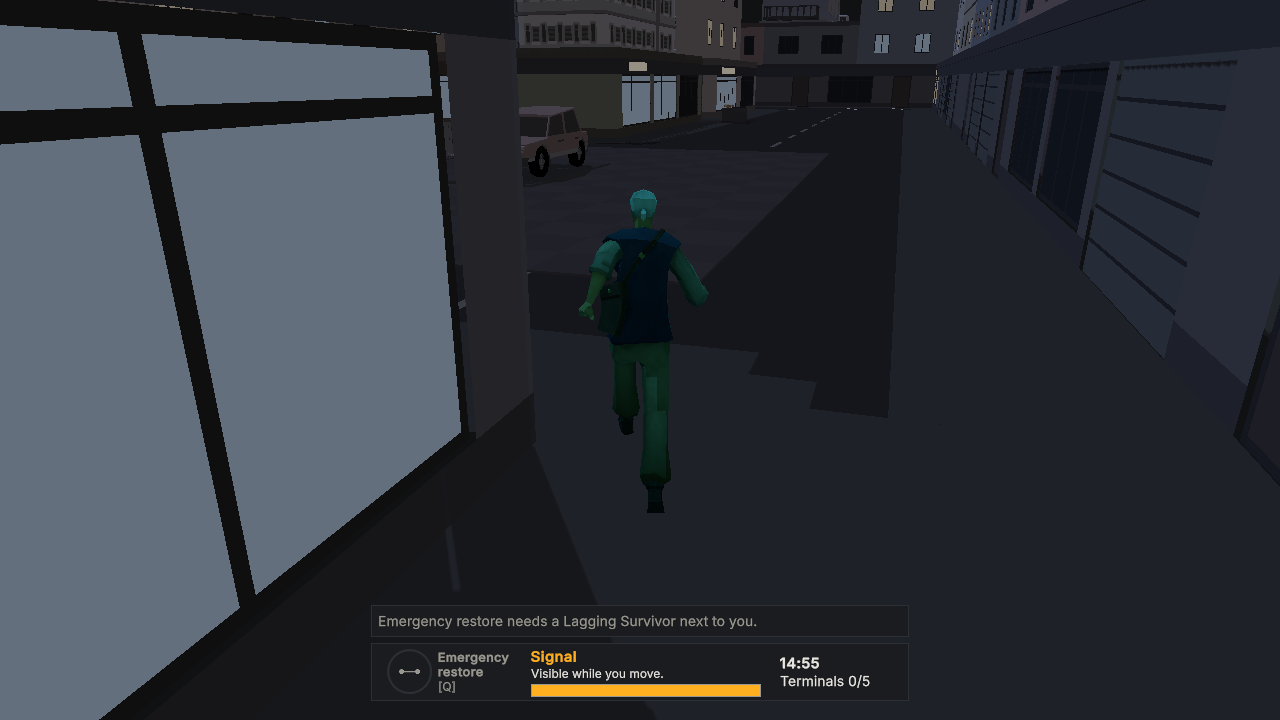 Emergency restore needs a Lagging Survivor next to you.
Emergency
restore
[Q]
Signal
Visible while you move.
14:55
Terminals 0/5